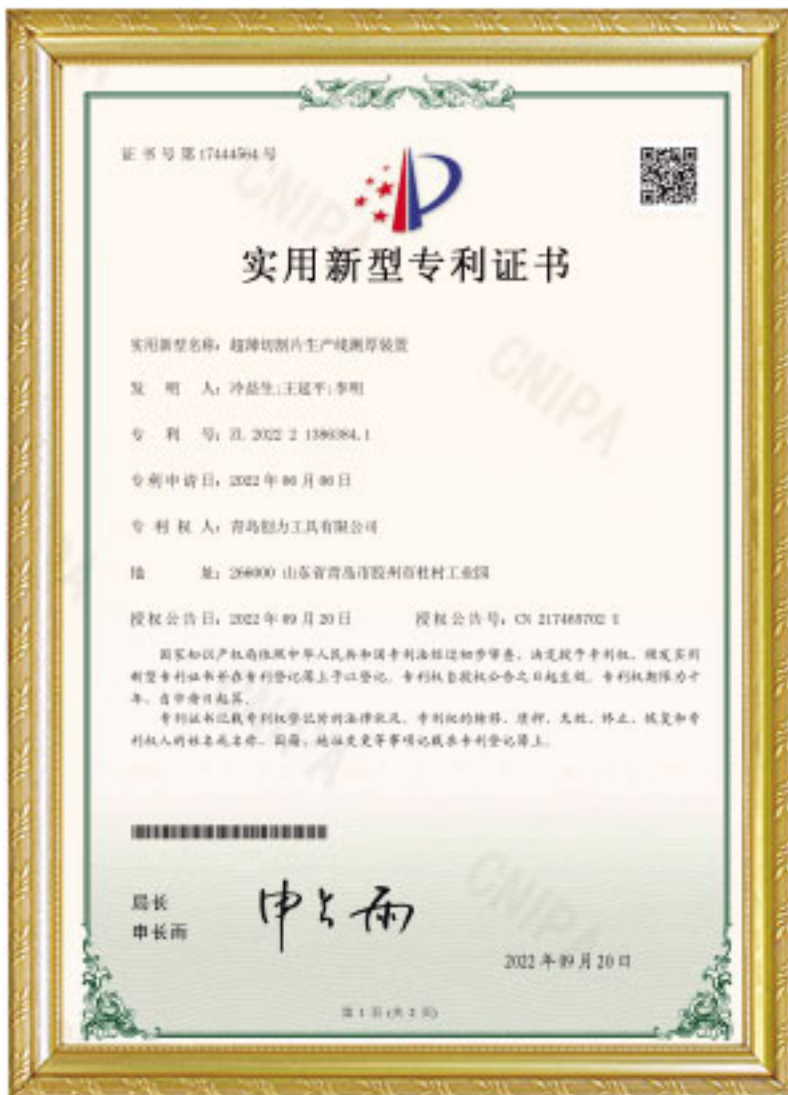 证书号第17444564号
实用新型专利证书
实用新型名称：超薄切割片生产线测厚装置
发 明 人：冷益生;王延平;李明
专 利 号：ZL 2022 2 1386384.1
专利申请日：2022年06月06日
专 利 权 人：青岛创力工具有限公司
地 址：266000 山东省青岛市胶州市杜村工业园
授权公告日：2022年09月20日 授权公告号：CN 217465702 U
国家知识产权局依照中华人民共和国专利法经过初步审查，决定授予专利权，颁发实用
新型专利证书并在专利登记簿上予以登记。专利权自授权公告之日起生效。专利权期限为十
年，自申请日起算。
专利证书记载专利权登记时的法律状况。专利权的转移、质押、无效、终止、恢复和专
利权人的姓名或名称、国籍、地址变更等事项记载在专利登记簿上。
局长
申长雨
申长雨
2022年09月20日
第 1 页 (共 2 页)
CNIPA
CNIPA
CNIPA